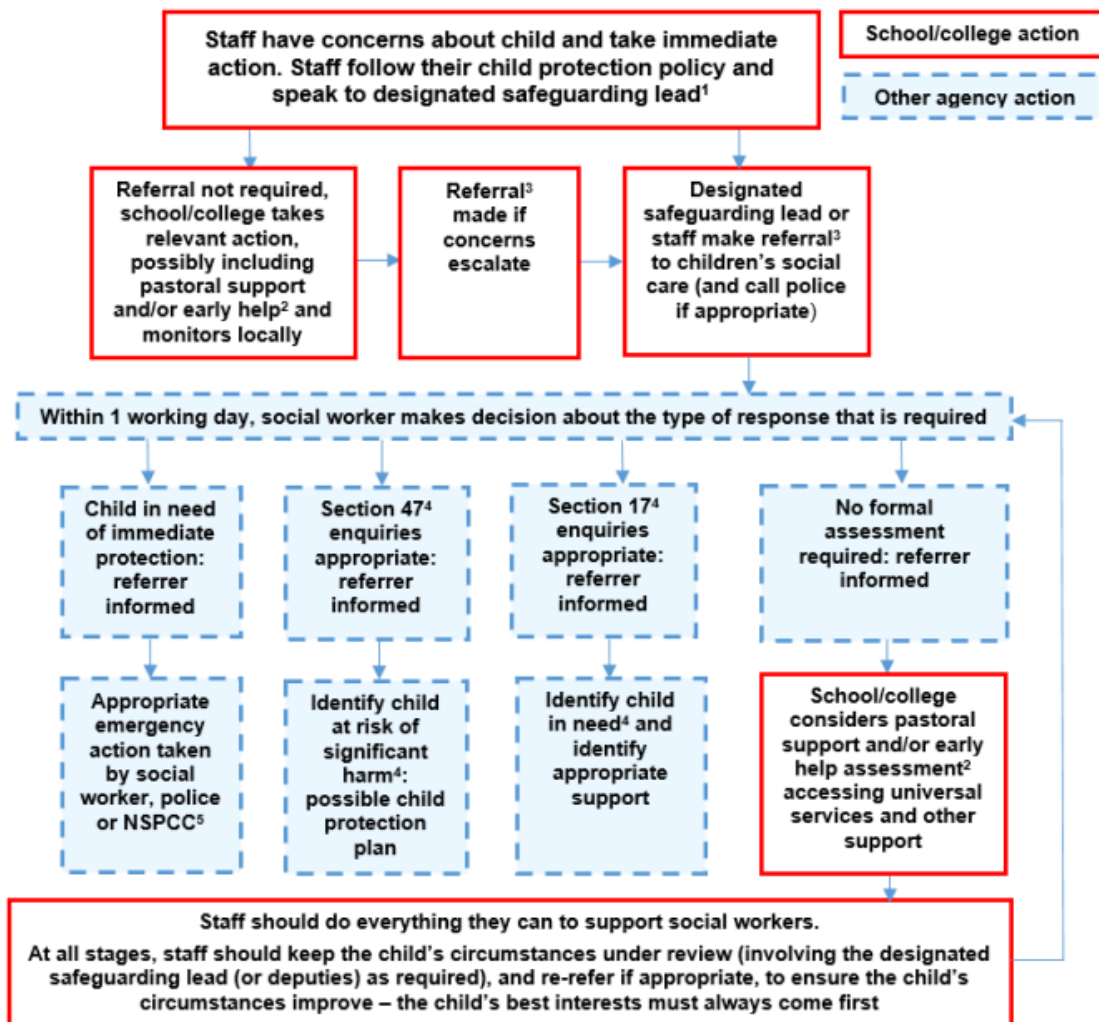 Staff have concerns about child and take immediate
action. Staff follow their child protection policy and
speak to designated safeguarding lead¹
School/college action
Other agency action
Referral not required,
school/college takes
relevant action,
possibly including
pastoral support
and/or early help² and
monitors locally
Referral³
made if
concerns
escalate
Designated
safeguarding lead or
staff make referral³
to children's social
care (and call police
if appropriate)
Within 1 working day, social worker makes decision about the type of response that is required
Child in need
of immediate
protection:
referrer
informed
Section 47⁴
enquiries
appropriate:
referrer
informed
Section 17⁴
enquiries
appropriate:
referrer
informed
No formal
assessment
required: referrer
informed
Appropriate
emergency
action taken
by social
worker, police
or NSPCC⁵
Identify child
at risk of
significant
harm⁴:
possible child
protection
plan
Identify child
in need⁴ and
identify
appropriate
support
School/college
considers pastoral
support and/or early
help assessment²
accessing universal
services and other
support
Staff should do everything they can to support social workers.
At all stages, staff should keep the child's circumstances under review (involving the designated
safeguarding lead (or deputies) as required), and re-refer if appropriate, to ensure the child's
circumstances improve – the child's best interests must always come first